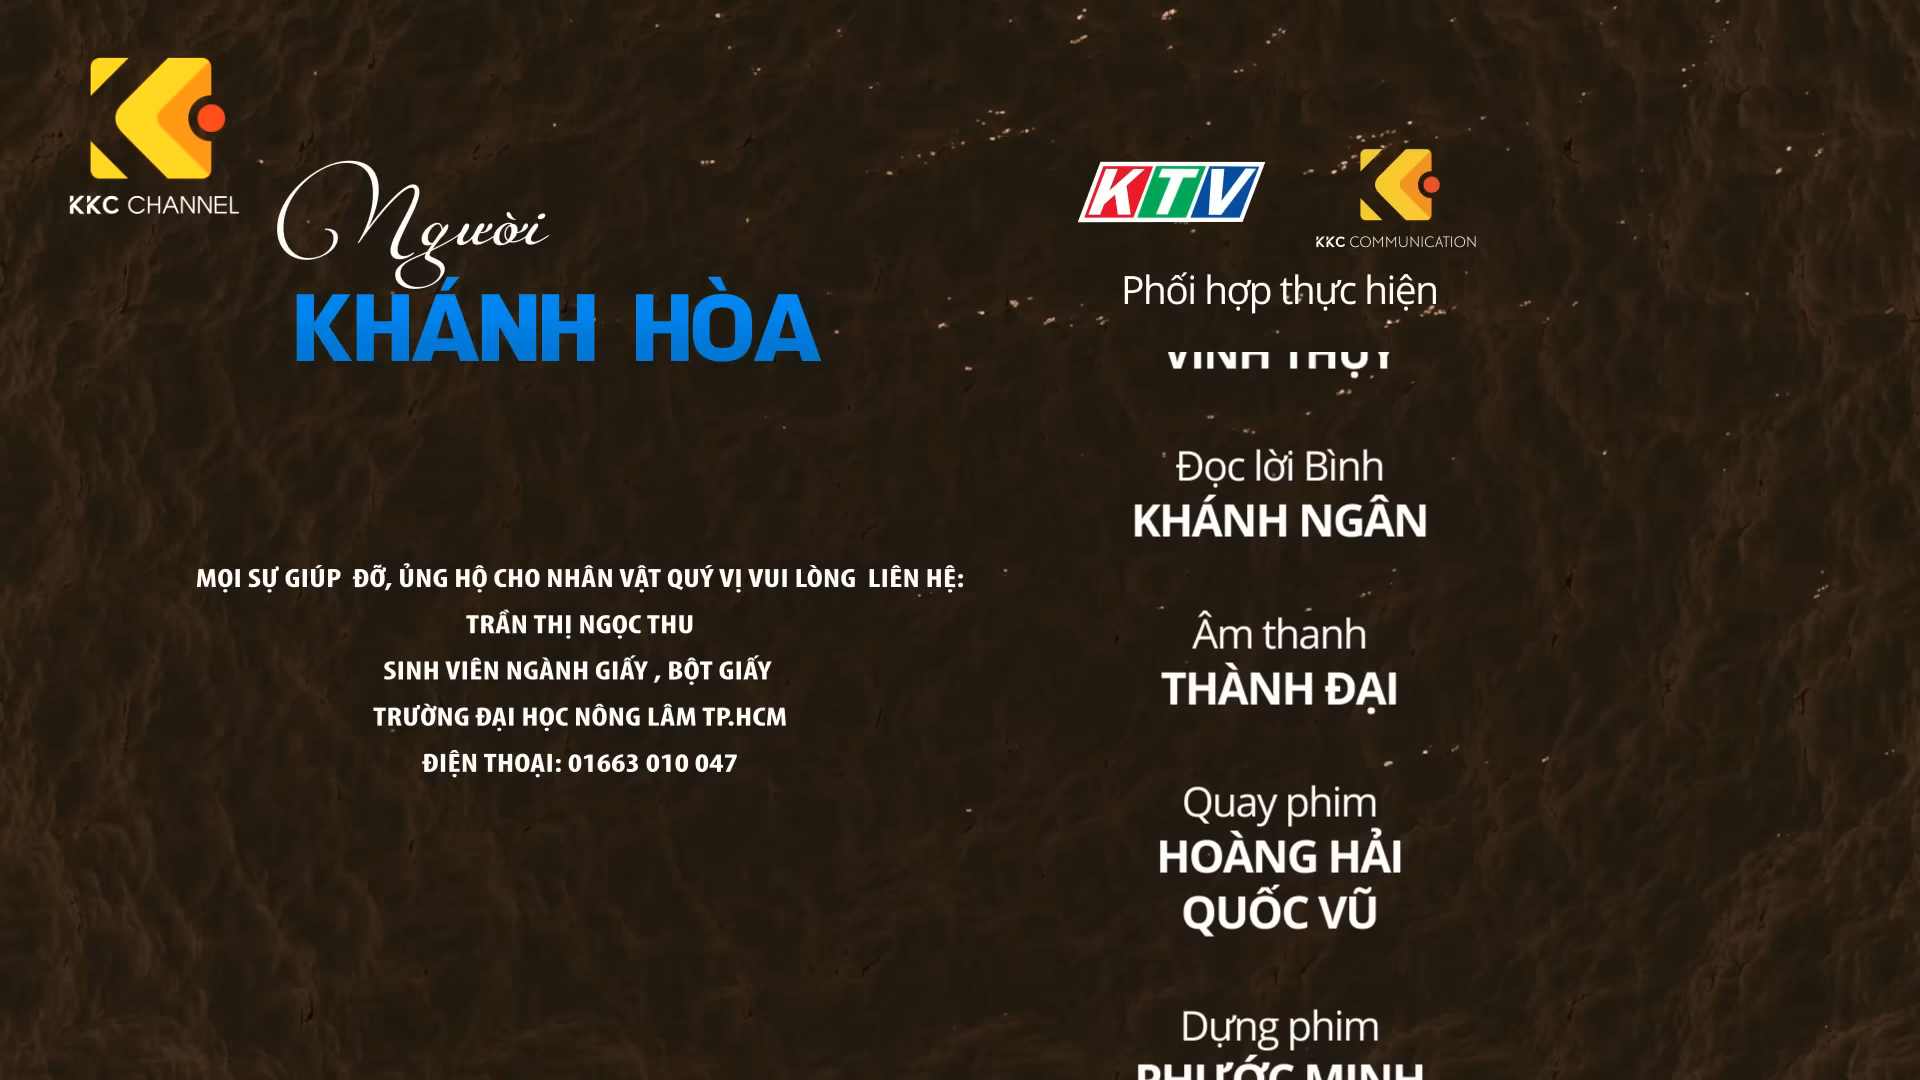 KKC CHANNEL
Người
KHÁNH HÒA
MỌI SỰ GIÚP ĐỠ, ỦNG HỘ CHO NHÂN VẬT QUÝ VỊ VUI LÒNG LIÊN HỆ:
TRẦN THỊ NGỌC THU
SINH VIÊN NGÀNH GIẤY , BỘT GIẤY
TRƯỜNG ĐẠI HỌC NÔNG LÂM TP.HCM
ĐIỆN THOẠI: 01663 010 047
KTV
KKC COMMUNICATION
Phối hợp thực hiện
Đọc lời Bình
KHÁNH NGÂN
Âm thanh
THÀNH ĐẠI
Quay phim
HOÀNG HẢI
QUỐC VŨ
Dựng phim
PHƯỚC MINH